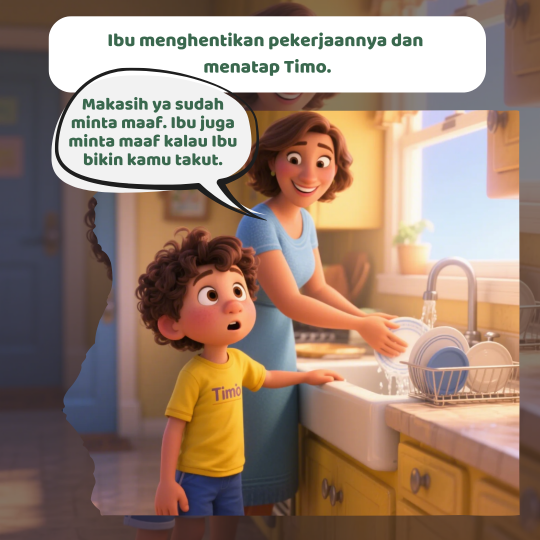 Ibu menghentikan pekerjaannya dan
menatap Timo.
Makasih ya sudah
minta maaf. Ibu juga
minta maaf kalau Ibu
bikin kamu takut.
Timo